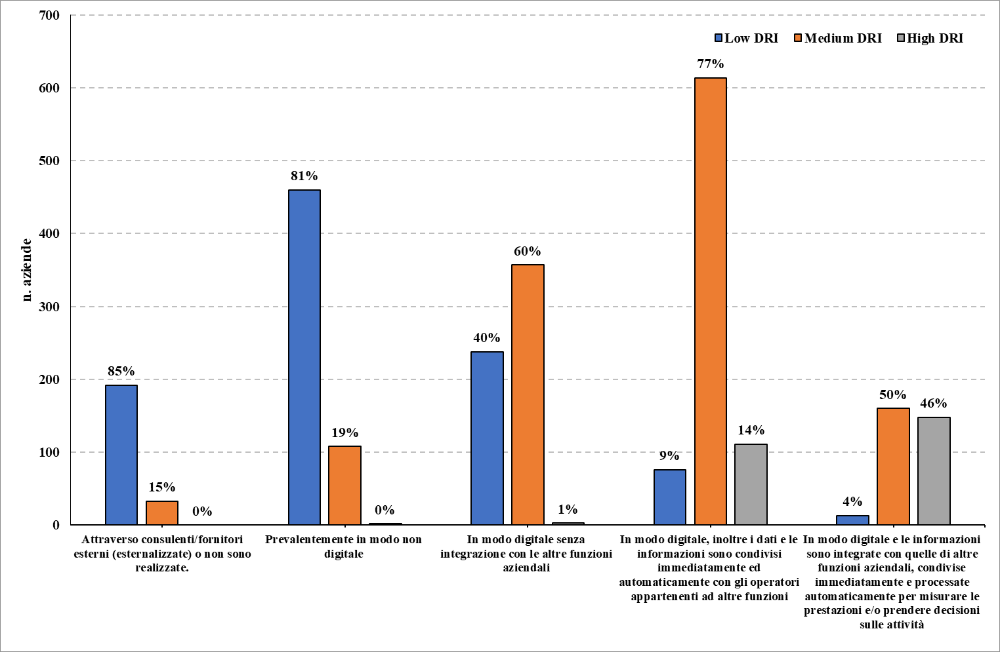 700
600
500
400
300
200
100
0
n. aziende
Low DRI
Medium DRI
High DRI
85%
15%
0%
81%
19%
0%
40%
60%
1%
9%
77%
14%
4%
50%
46%
Attraverso consulenti/fornitori
esterni (esternalizzate) o non sono
realizzate.
Prevalentemente in modo non
digitale
In modo digitale senza
integrazione con le altre funzioni
aziendali
In modo digitale, inoltre i dati e le
informazioni sono condivisi
immediatamente ed
automaticamente con gli operatori
appartenenti ad altre funzioni
In modo digitale e le informazioni
sono integrate con quelle di altre
funzioni aziendali, condivise
immediatamente e processate
automaticamente per misurare le
prestazioni e/o prendere decisioni
sulle attività